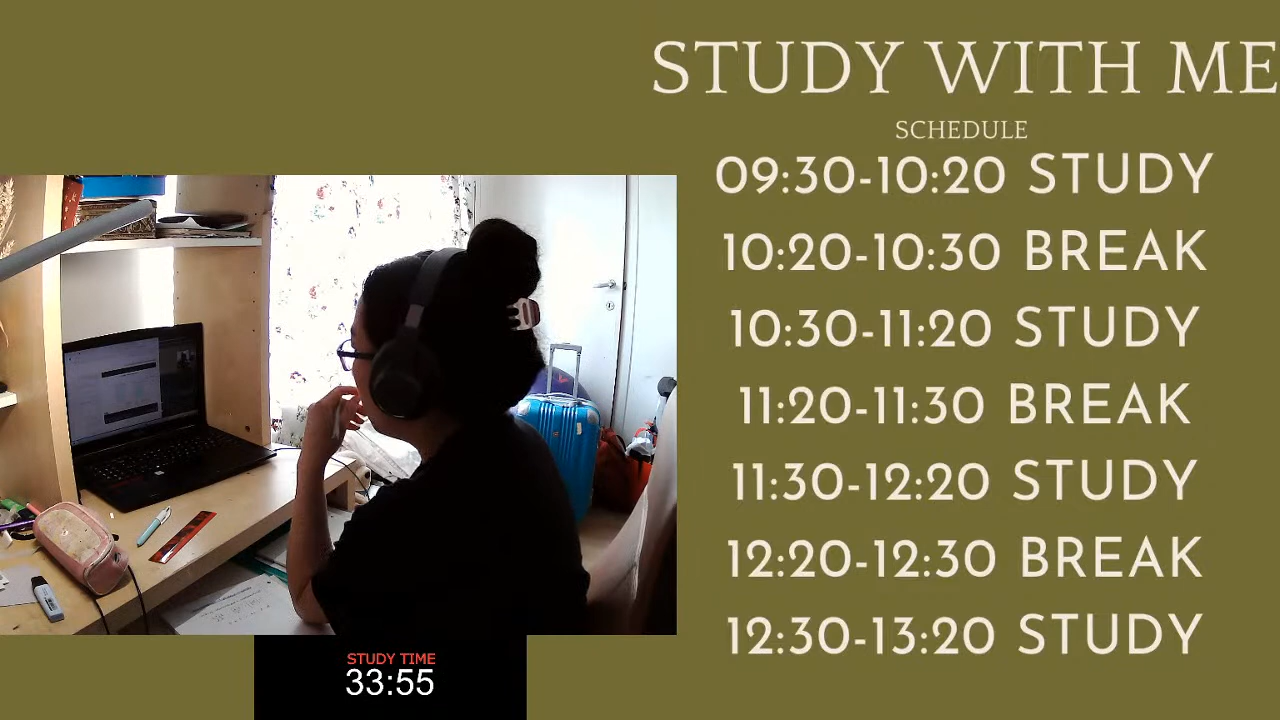 STUDY WITH ME
SCHEDULE
09:30-10:20 STUDY
10:20-10:30 BREAK
10:30-11:20 STUDY
11:20-11:30 BREAK
11:30-12:20 STUDY
12:20-12:30 BREAK
12:30-13:20 STUDY
STUDY TIME
33:55